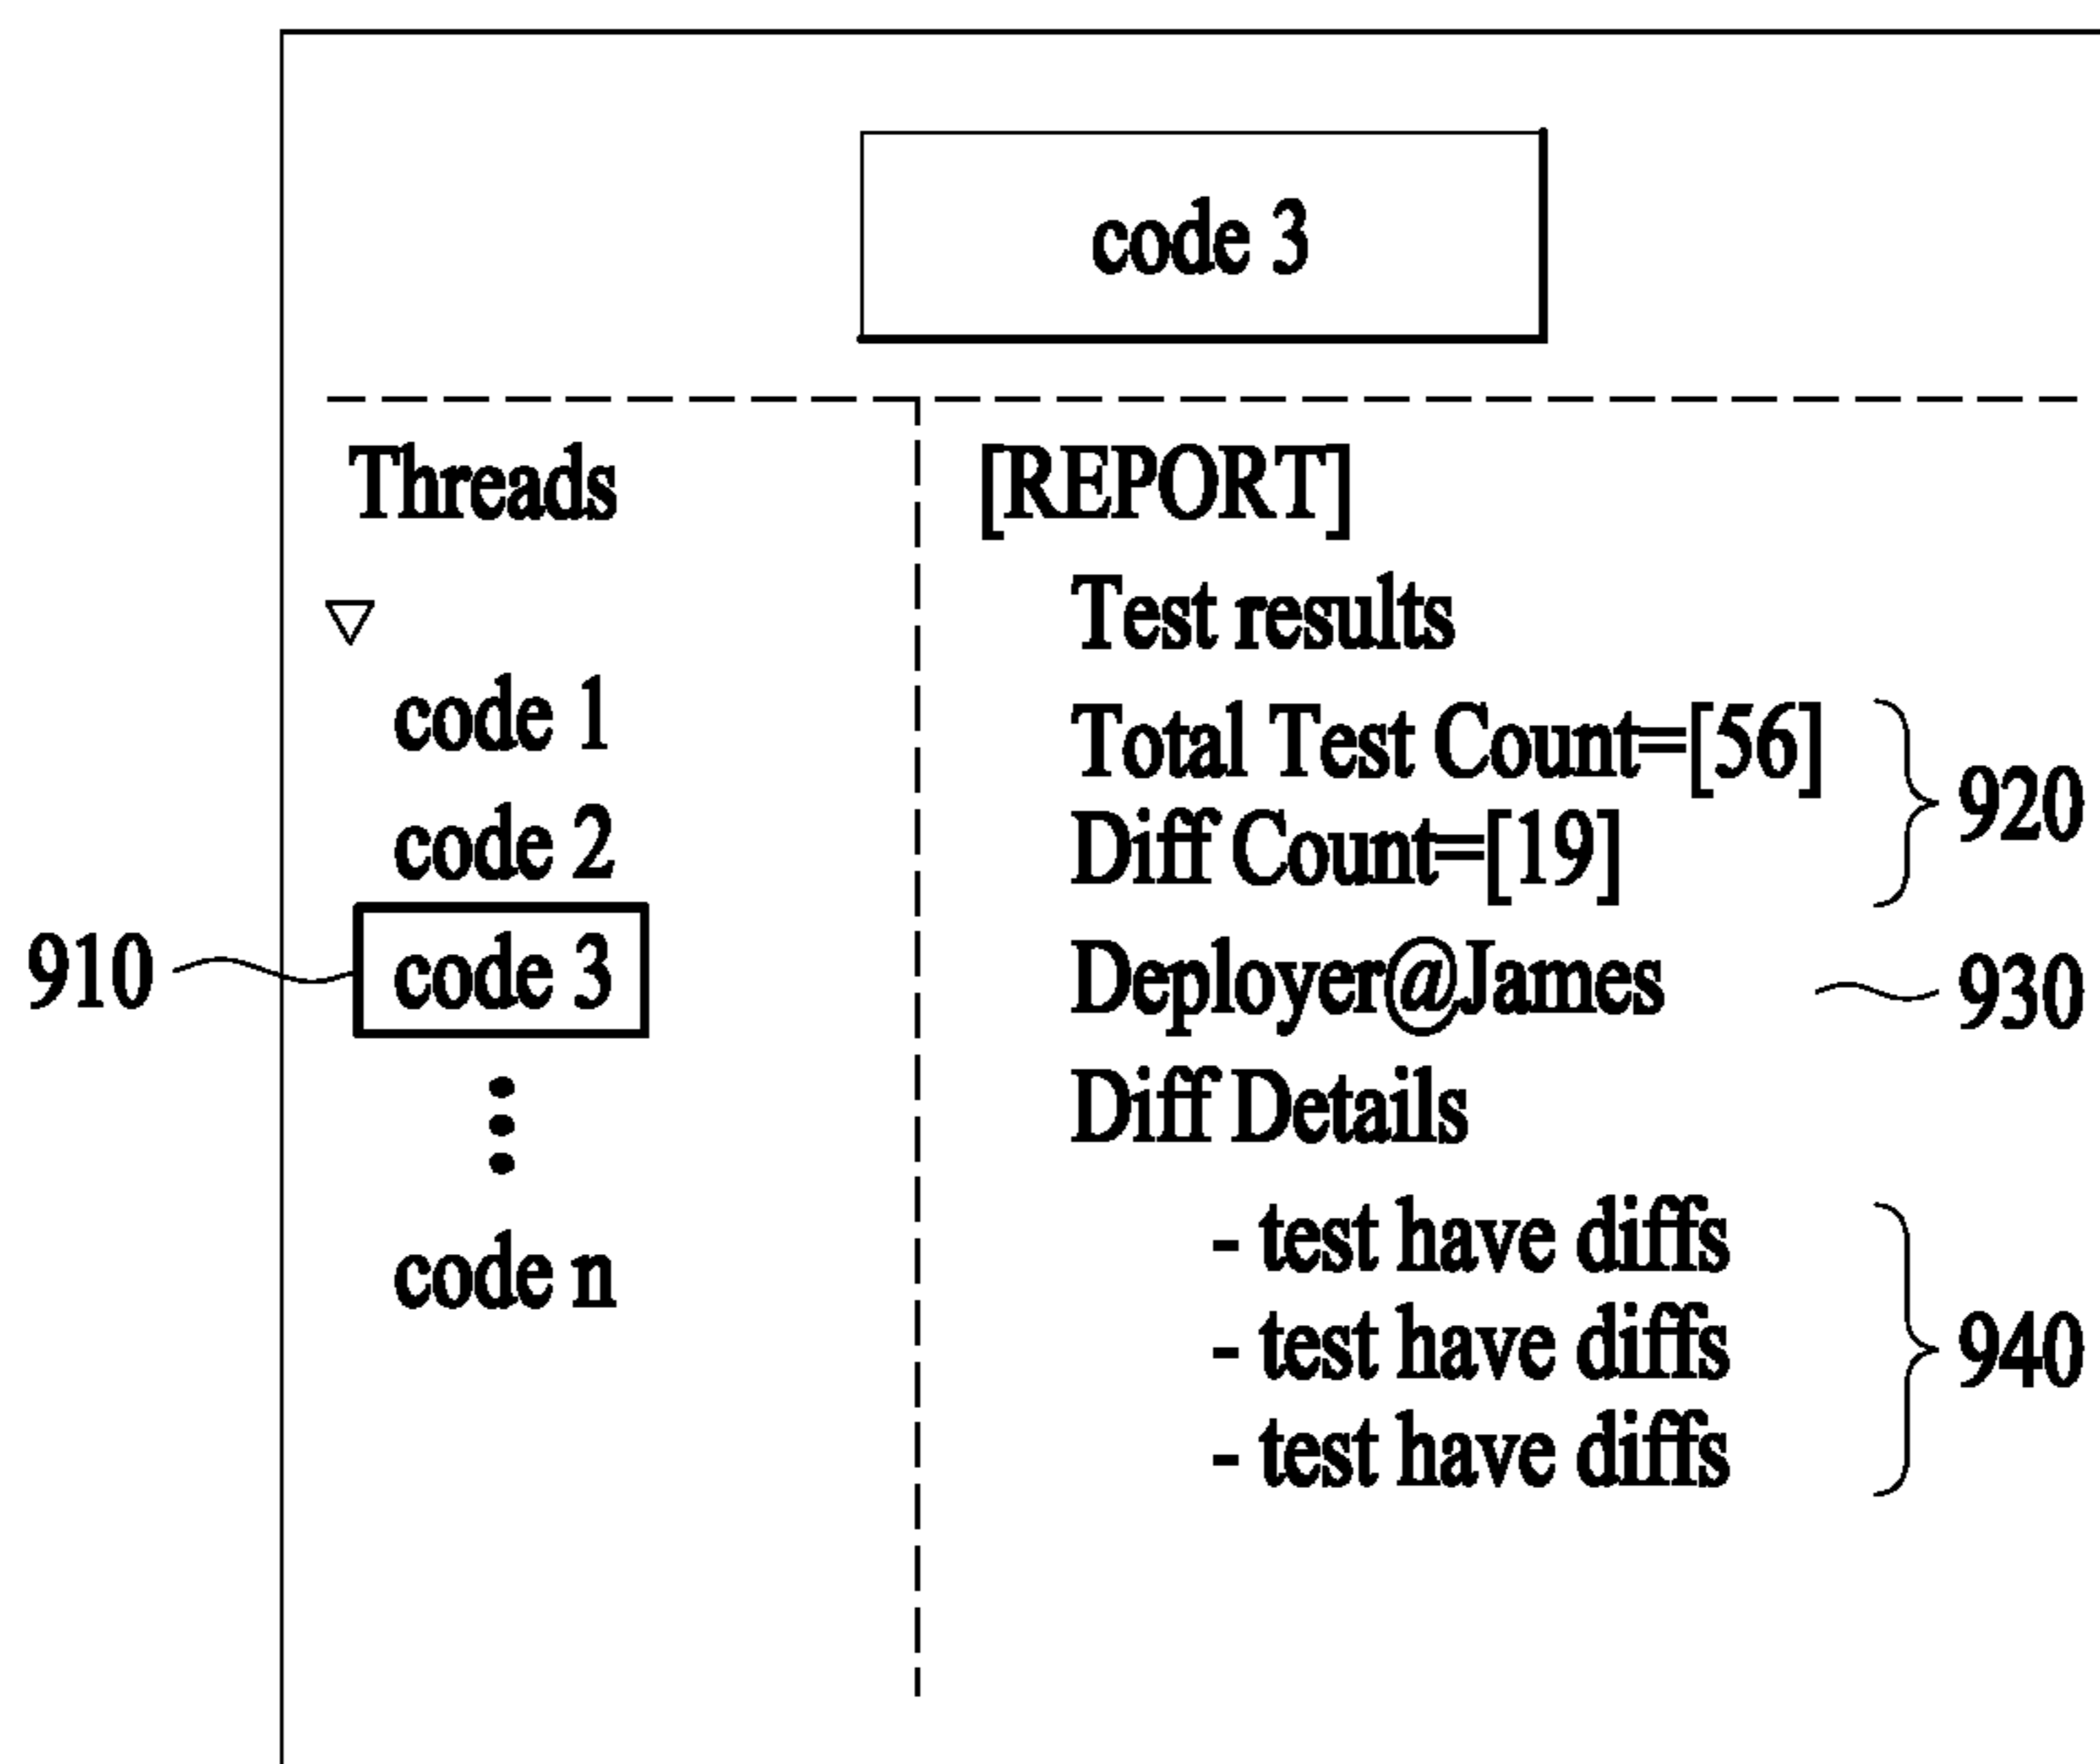 code 3
Threads
code 1
code 2
910
code 3
code n
[REPORT]
Test results
Total Test Count=[56]
Diff Count=[19]
920
Deployer@James
930
Diff Details
- test have diffs
- test have diffs
- test have diffs
940